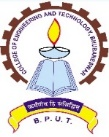 COLLEGE OF ENGINEERING AND TECHNOLOGY, BHUBANESWAR
B. P. U. T.